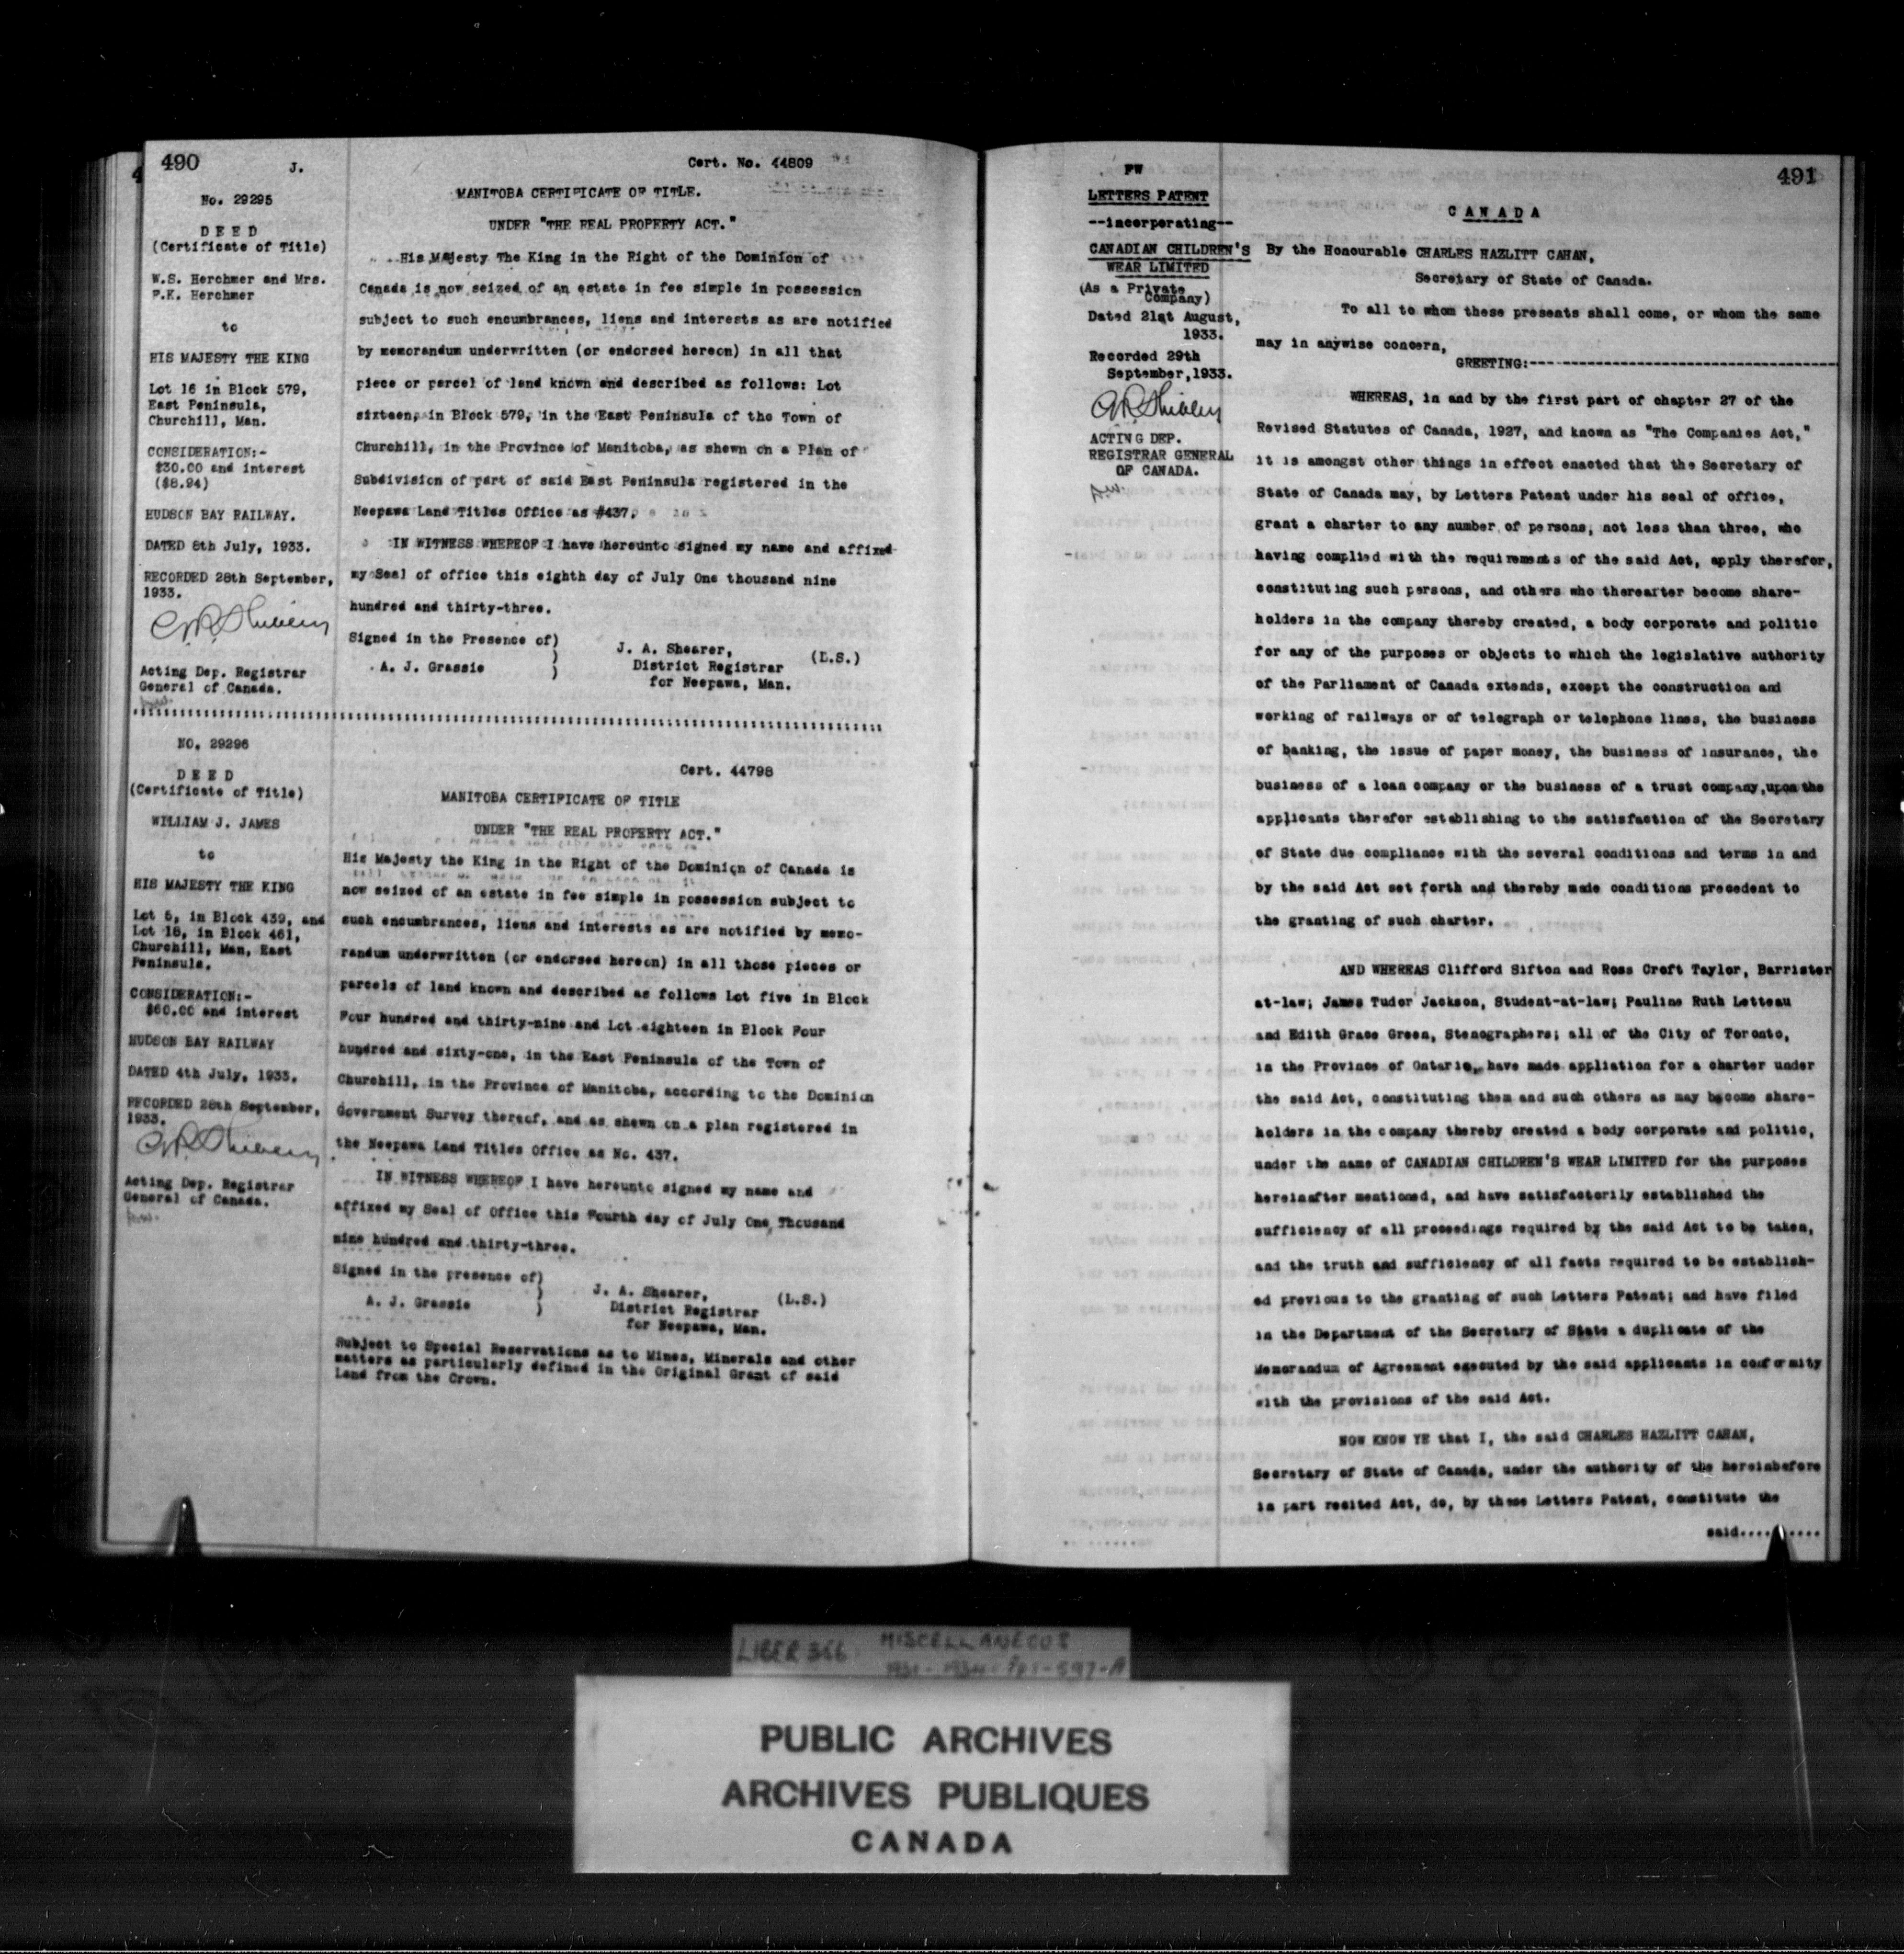 490
J.
No. 29295
DEED
(Certificate of Title)
W.S. Herchmer and Mrs.
F.K. Herchmer
to
HIS MAJESTY THE KING
Lot 16 in Block 579,
East Peninsula,
Churchill, Man.
CONSIDERATION:-
$30.00 and interest
($8.94)
HUDSON BAY RAILWAY.
DATED 8th July, 1933.
RECORDED 28th September,
1933.
Acting Dep. Registrar
General of Canada.
Cert. No. 44809
MANITOBA CERTIFICATE OF TITLE.
UNDER "THE REAL PROPERTY ACT."
His Majesty The King in the Right of the Dominion of
Canada is now seized of an estate in fee simple in possession
subject to such encumbrances, liens and interests as are notified
by memorandum underwritten (or endorsed hereon) in all that
piece or parcel of land known and described as follows: Lot
sixteen, in Block 579, in the East Peninsula of the Town of
Churchill, in the Province of Manitoba, as shewn on a Plan of
Subdivision of part of said East Peninsula registered in the
Neepawa Land Titles Office as #437.
IN WITNESS WHEREOF I have hereunto signed my name and affixed
my Seal of office this eighth day of July One thousand nine
hundred and thirty-three.
Signed in the Presence of)
)
A. J. Grassie )
J. A. Shearer,
District Registrar (L.S.)
for Neepawa, Man.
NO. 29296
DEED
(Certificate of Title)
WILLIAM J. JAMES
to
HIS MAJESTY THE KING
Lot 5, in Block 439, and
Lot 18, in Block 461,
Churchill, Man, East
Peninsula.
CONSIDERATION:-
$60.00 and interest
HUDSON BAY RAILWAY
DATED 4th July, 1933.
RECORDED 28th September,
1933.
Acting Dep. Registrar
General of Canada.
Cert. 44798
MANITOBA CERTIFICATE OF TITLE
UNDER "THE REAL PROPERTY ACT."
His Majesty the King in the Right of the Dominion of Canada is
now seized of an estate in fee simple in possession subject to
such encumbrances, liens and interests as are notified by memo-
randum underwritten (or endorsed hereon) in all those pieces or
parcels of land known and described as follows Lot five in Block
Four hundred and thirty-nine and Lot eighteen in Block Four
hundred and sixty-one, in the East Peninsula of the Town of
Churchill, in the Province of Manitoba, according to the Dominion
Government Survey thereof, and as shewn on a plan registered in
the Neepawa Land Titles Office as No. 437.
IN WITNESS WHEREOF I have hereunto signed my name and
affixed my Seal of Office this Fourth day of July One Thousand
nine hundred and thirty-three.
Signed in the presence of)
)
A. J. Grassie )
J. A. Shearer,
District Registrar (L.S.)
for Neepawa, Man.
Subject to Special Reservations as to Mines, Minerals and other
matters as particularly defined in the Original Grant of said
Land from the Crown.
491
FW
LETTERS PATENT
--incorporating--
CANADIAN CHILDREN'S
WEAR LIMITED
(As a Private
Company)
Dated 21st August,
1933.
Recorded 29th
September, 1933.
ACTING DEP.
REGISTRAR GENERAL
OF CANADA.
CANADA
By the Honourable CHARLES HAZLITT CAHAN,
Secretary of State of Canada.
To all to whom these presents shall come, or whom the same
may in anywise concern,
GREETING:-
WHEREAS, in and by the first part of chapter 27 of the
Revised Statutes of Canada, 1927, and known as "The Companies Act,"
it is amongst other things in effect enacted that the Secretary of
State of Canada may, by Letters Patent under his seal of office,
grant a charter to any number of persons, not less than three, who
having complied with the requirements of the said Act, apply therefor,
constituting such persons, and others who thereafter become share-
holders in the company thereby created, a body corporate and politic
for any of the purposes or objects to which the legislative authority
of the Parliament of Canada extends, except the construction and
working of railways or of telegraph or telephone lines, the business
of banking, the issue of paper money, the business of insurance, the
business of a loan company or the business of a trust company, upon the
applicants therefor establishing to the satisfaction of the Secretary
of State due compliance with the several conditions and terms in and
by the said Act set forth and thereby made conditions precedent to
the granting of such charter.
AND WHEREAS Clifford Sifton and Ross Croft Taylor, Barrister
at-law; James Tudor Jackson, Student-at-law; Pauline Ruth Letteau
and Edith Grace Green, Stenographers; all of the City of Toronto,
in the Province of Ontario, have made appliation for a charter under
the said Act, constituting them and such others as may become share-
holders in the company thereby created a body corporate and politic,
under the name of CANADIAN CHILDREN'S WEAR LIMITED for the purposes
hereinafter mentioned, and have satisfactorily established the
sufficiency of all proceedings required by the said Act to be taken,
and the truth and sufficiency of all facts required to be establish-
ed previous to the granting of such Letters Patent; and have filed
in the Department of the Secretary of State a duplicate of the
Memorandum of Agreement executed by the said applicants in conformity
with the provisions of the said Act.
NOW KNOW YE that I, the said CHARLES HAZLITT CAHAN,
Secretary of State of Canada, under the authority of the hereinbefore
in part recited Act, do, by these Letters Patent, constitute the
said..........
LIBER 366 MISCELLANEOUS
1931-1934
PUBLIC ARCHIVES
ARCHIVES PUBLIQUES
CANADA